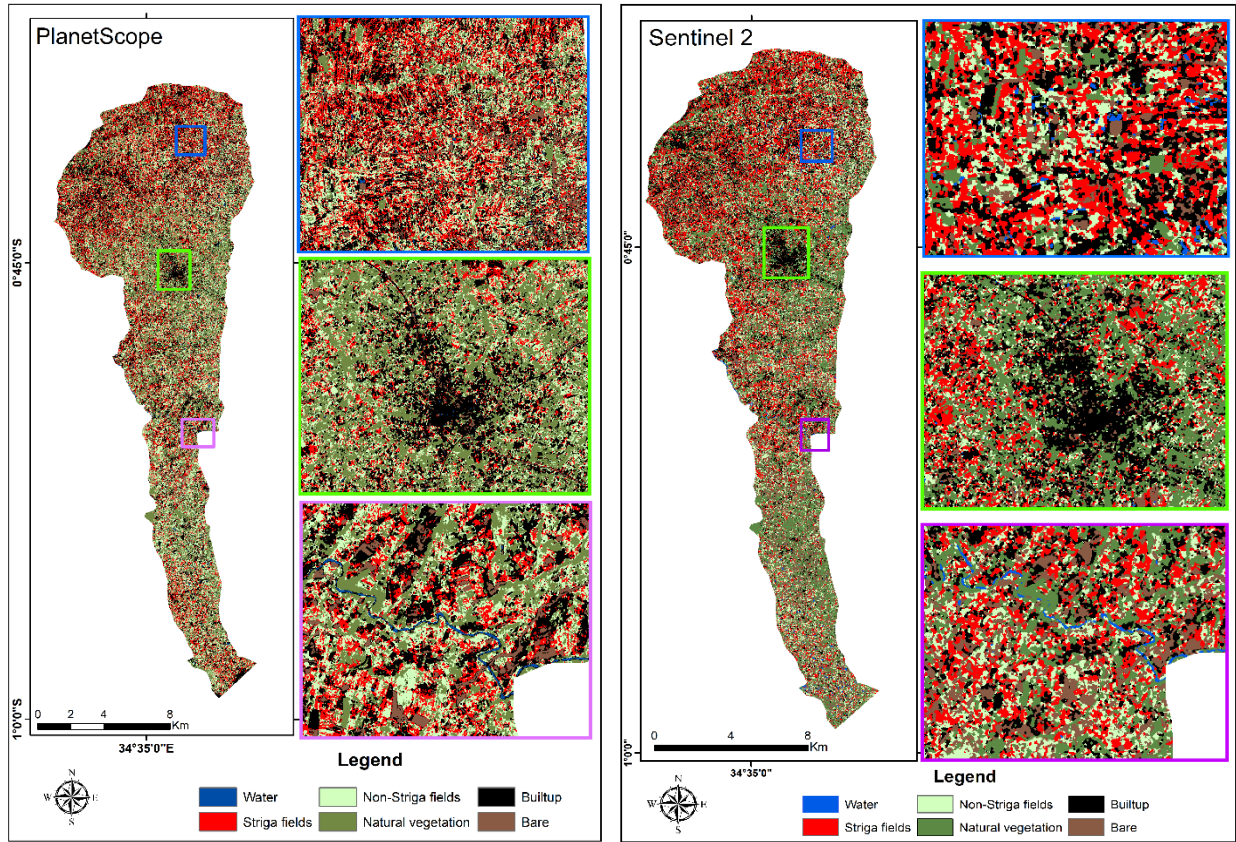 PlanetScope
0°45'0"S
1°0'0"S
0 2 4 8
Km
34°35'0"E
Legend
N
W E
S
Water
Non-Striga fields
Builtup
Striga fields
Natural vegetation
Bare
Sentinel 2
0°45'0"S
1°0'0"
0 4 8
Km
34°35'0"
Legend
N
W E
S
Water
Non-Striga fields
Builtup
Striga fields
Natural vegetation
Bare